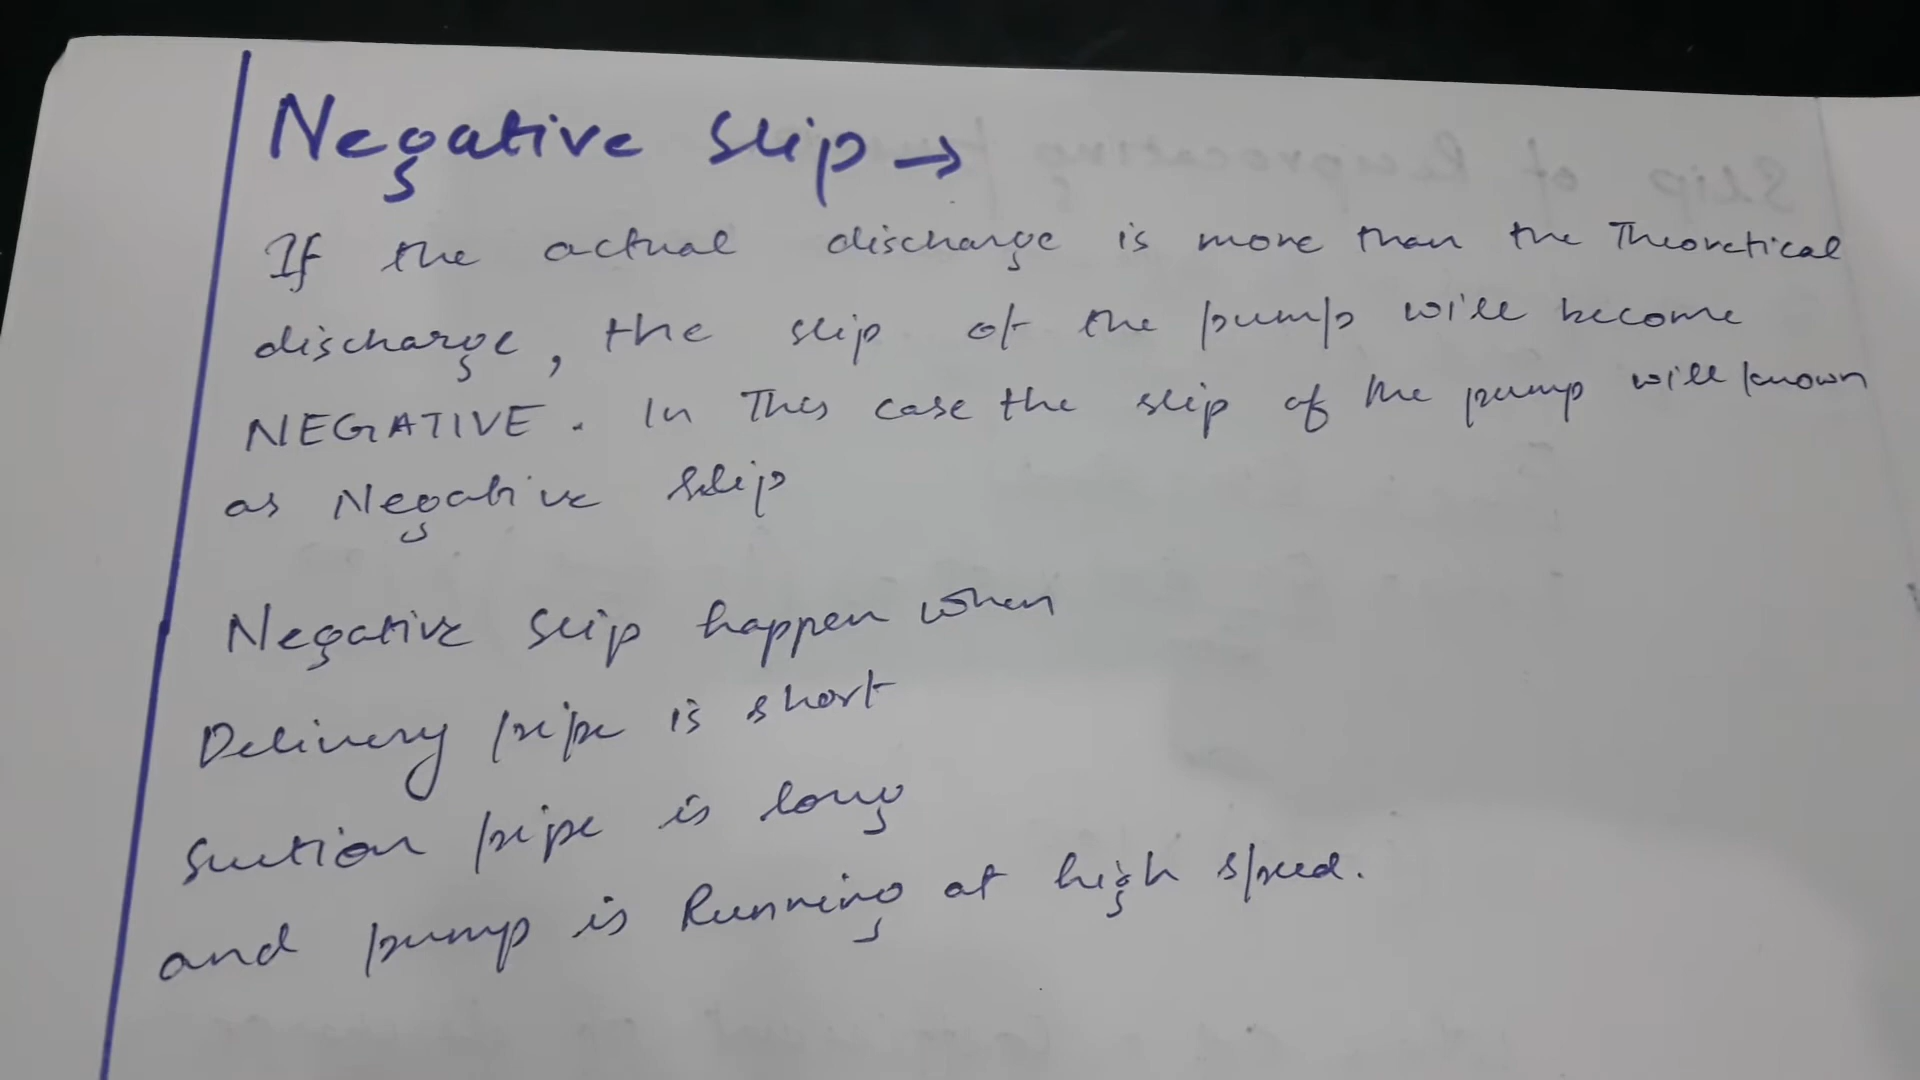 Negative Slip →
If the actual discharge is more than the Theoretical
discharge, the slip of the pump will become
NEGATIVE. In This case the slip of the pump will known
as Negative slip
Negative slip happen when
Delivery pipe is short
Suction pipe is long
and pump is Running at high speed.